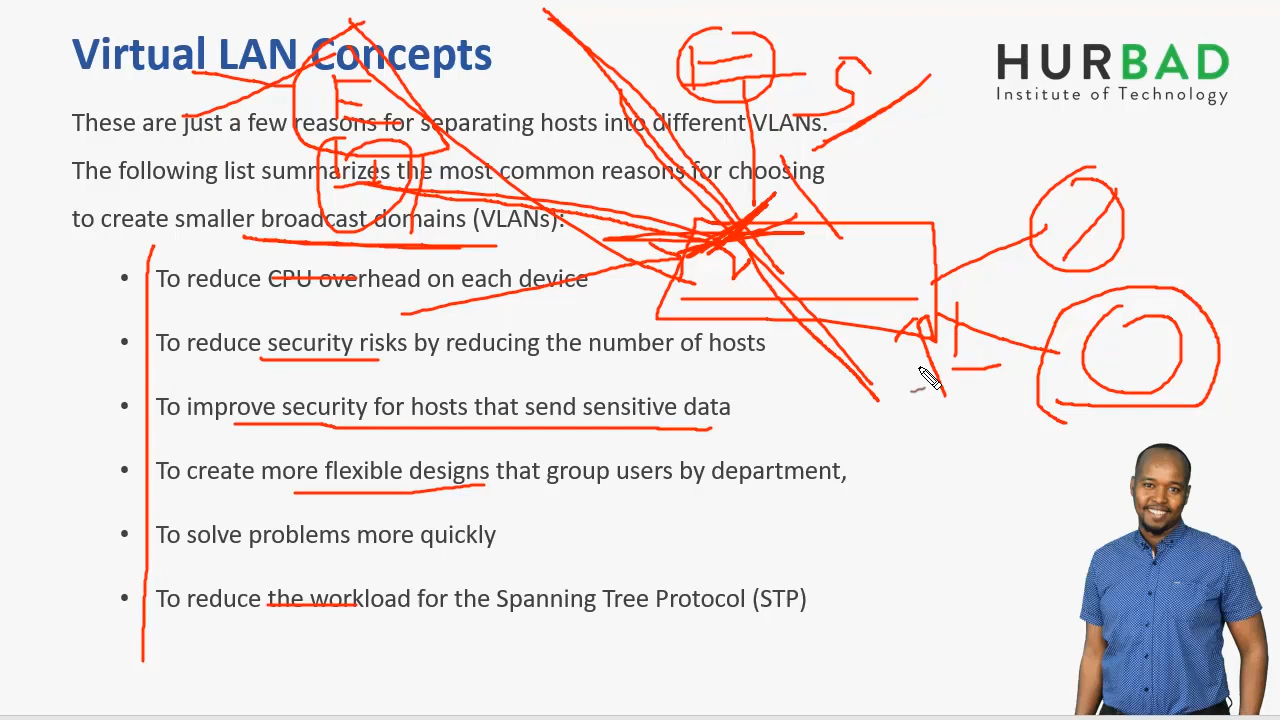 Virtual LAN Concepts
HURBAD
Institute of Technology
These are just a few reasons for separating hosts into different VLANs.
The following list summarizes the most common reasons for choosing
to create smaller broadcast domains (VLANs):
• To reduce CPU overhead on each device
• To reduce security risks by reducing the number of hosts
• To improve security for hosts that send sensitive data
• To create more flexible designs that group users by department,
• To solve problems more quickly
• To reduce the workload for the Spanning Tree Protocol (STP)